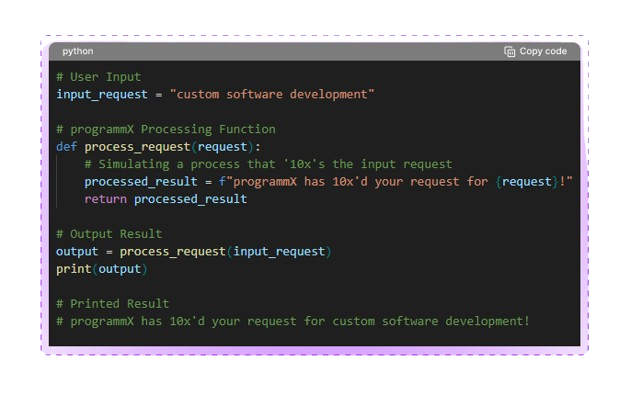 python
Copy code
# User Input
input_request = "custom software development"
# programmX Processing Function
def process_request(request):
# Simulating a process that '10x's the input request
processed_result = f"programmX has 10x'd your request for {request}!"
return processed_result
# Output Result
output = process_request(input_request)
print(output)
# Printed Result
# programmX has 10x'd your request for custom software development!